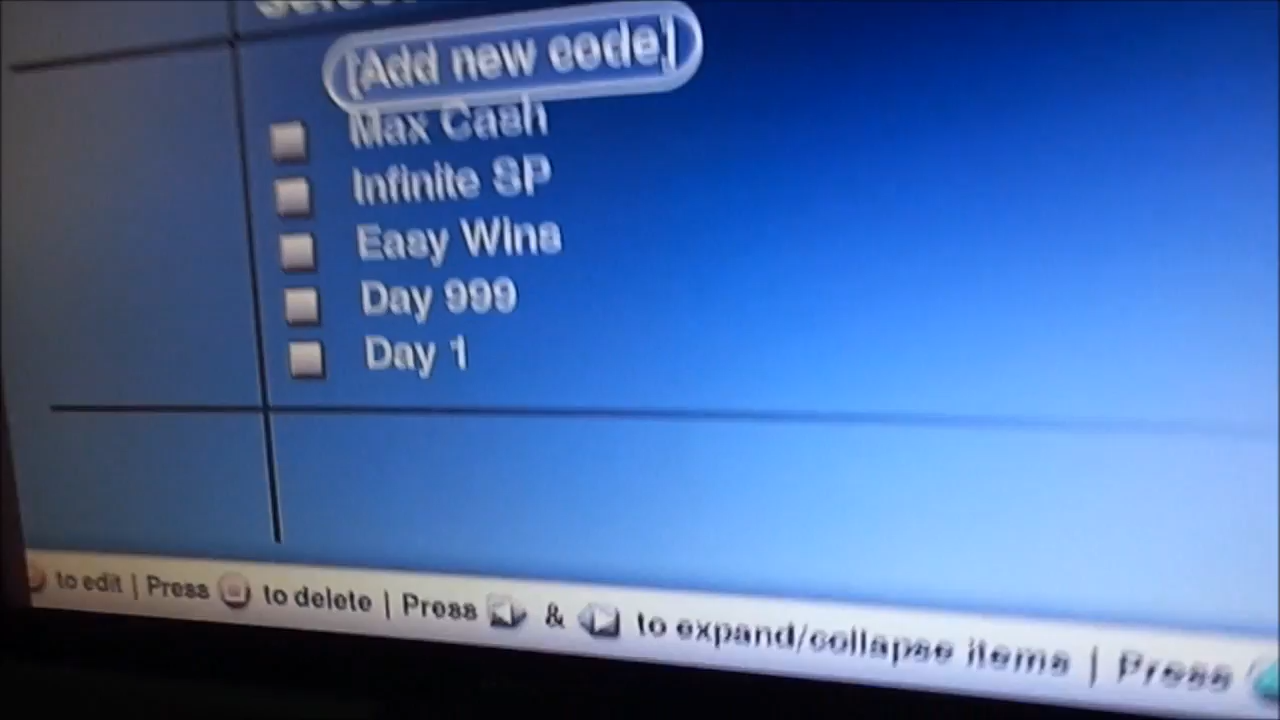 [Add new code]
Max Cash
Infinite SP
Easy Wins
Day 999
Day 1
to edit | Press to delete | Press & to expand/collapse items | Press